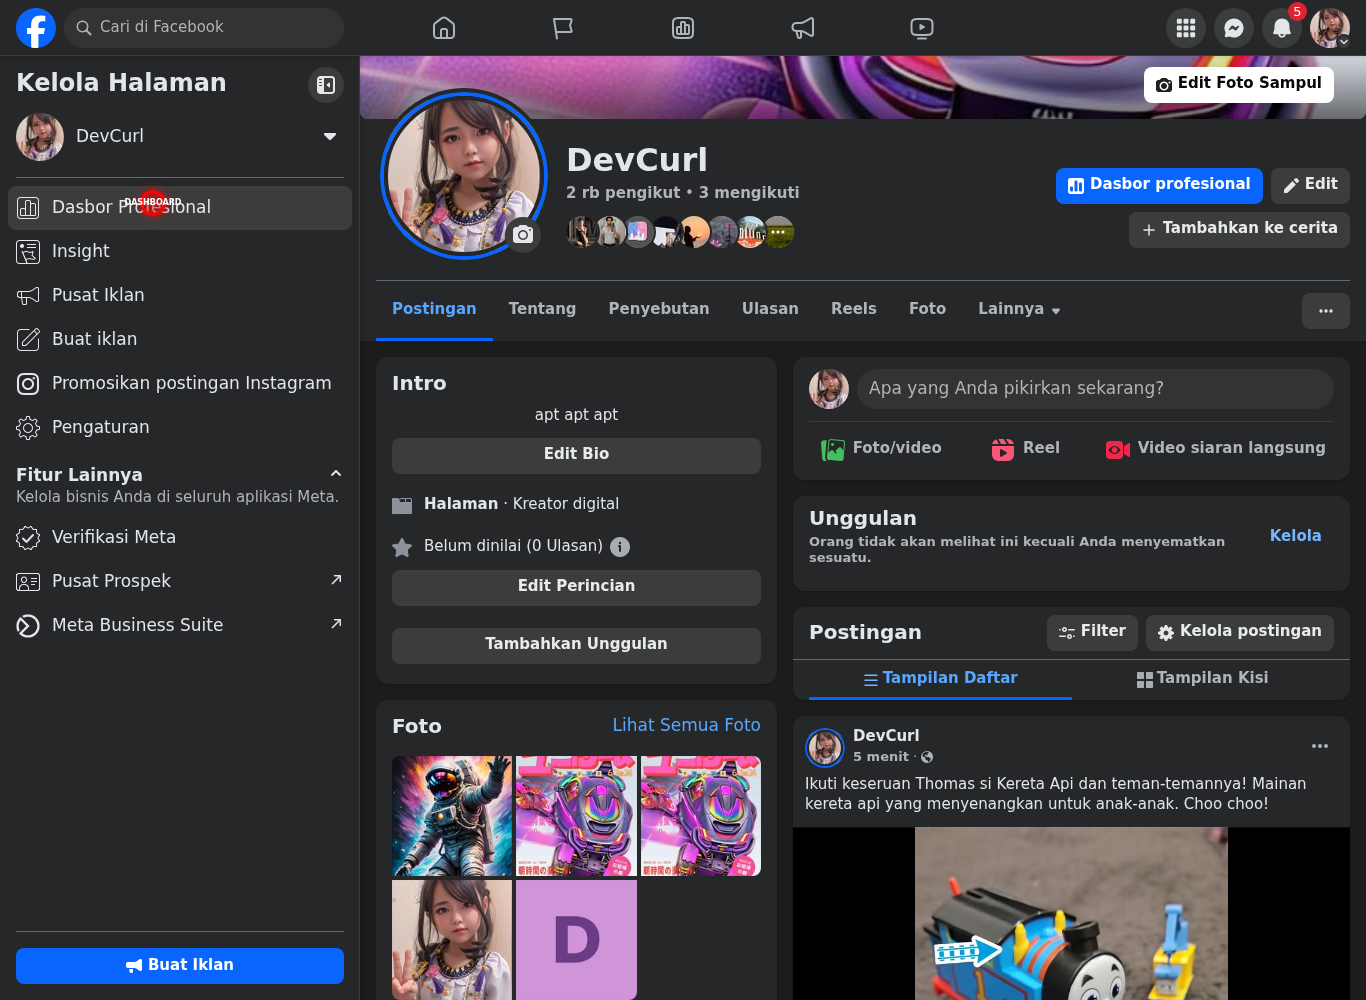 Cari di Facebook
5
Kelola Halaman
DevCurl
Dasbor Profesional
DASHBOARD
Insight
Pusat Iklan
Buat iklan
Promosikan postingan Instagram
Pengaturan
Fitur Lainnya
Kelola bisnis Anda di seluruh aplikasi Meta.
Verifikasi Meta
Pusat Prospek
Meta Business Suite
Buat Iklan
Edit Foto Sampul
DevCurl
2 rb pengikut • 3 mengikuti
Dasbor profesional
Edit
Tambahkan ke cerita
Postingan
Tentang
Penyebutan
Ulasan
Reels
Foto
Lainnya
Intro
apt apt apt
Edit Bio
Halaman · Kreator digital
Belum dinilai (0 Ulasan)
Edit Perincian
Tambahkan Unggulan
Foto
Lihat Semua Foto
D
Apa yang Anda pikirkan sekarang?
Foto/video
Reel
Video siaran langsung
Unggulan
Orang tidak akan melihat ini kecuali Anda menyematkan
sesuatu.
Kelola
Postingan
Filter
Kelola postingan
Tampilan Daftar
Tampilan Kisi
DevCurl
5 menit ·
Ikuti keseruan Thomas si Kereta Api dan teman-temannya! Mainan
kereta api yang menyenangkan untuk anak-anak. Choo choo!